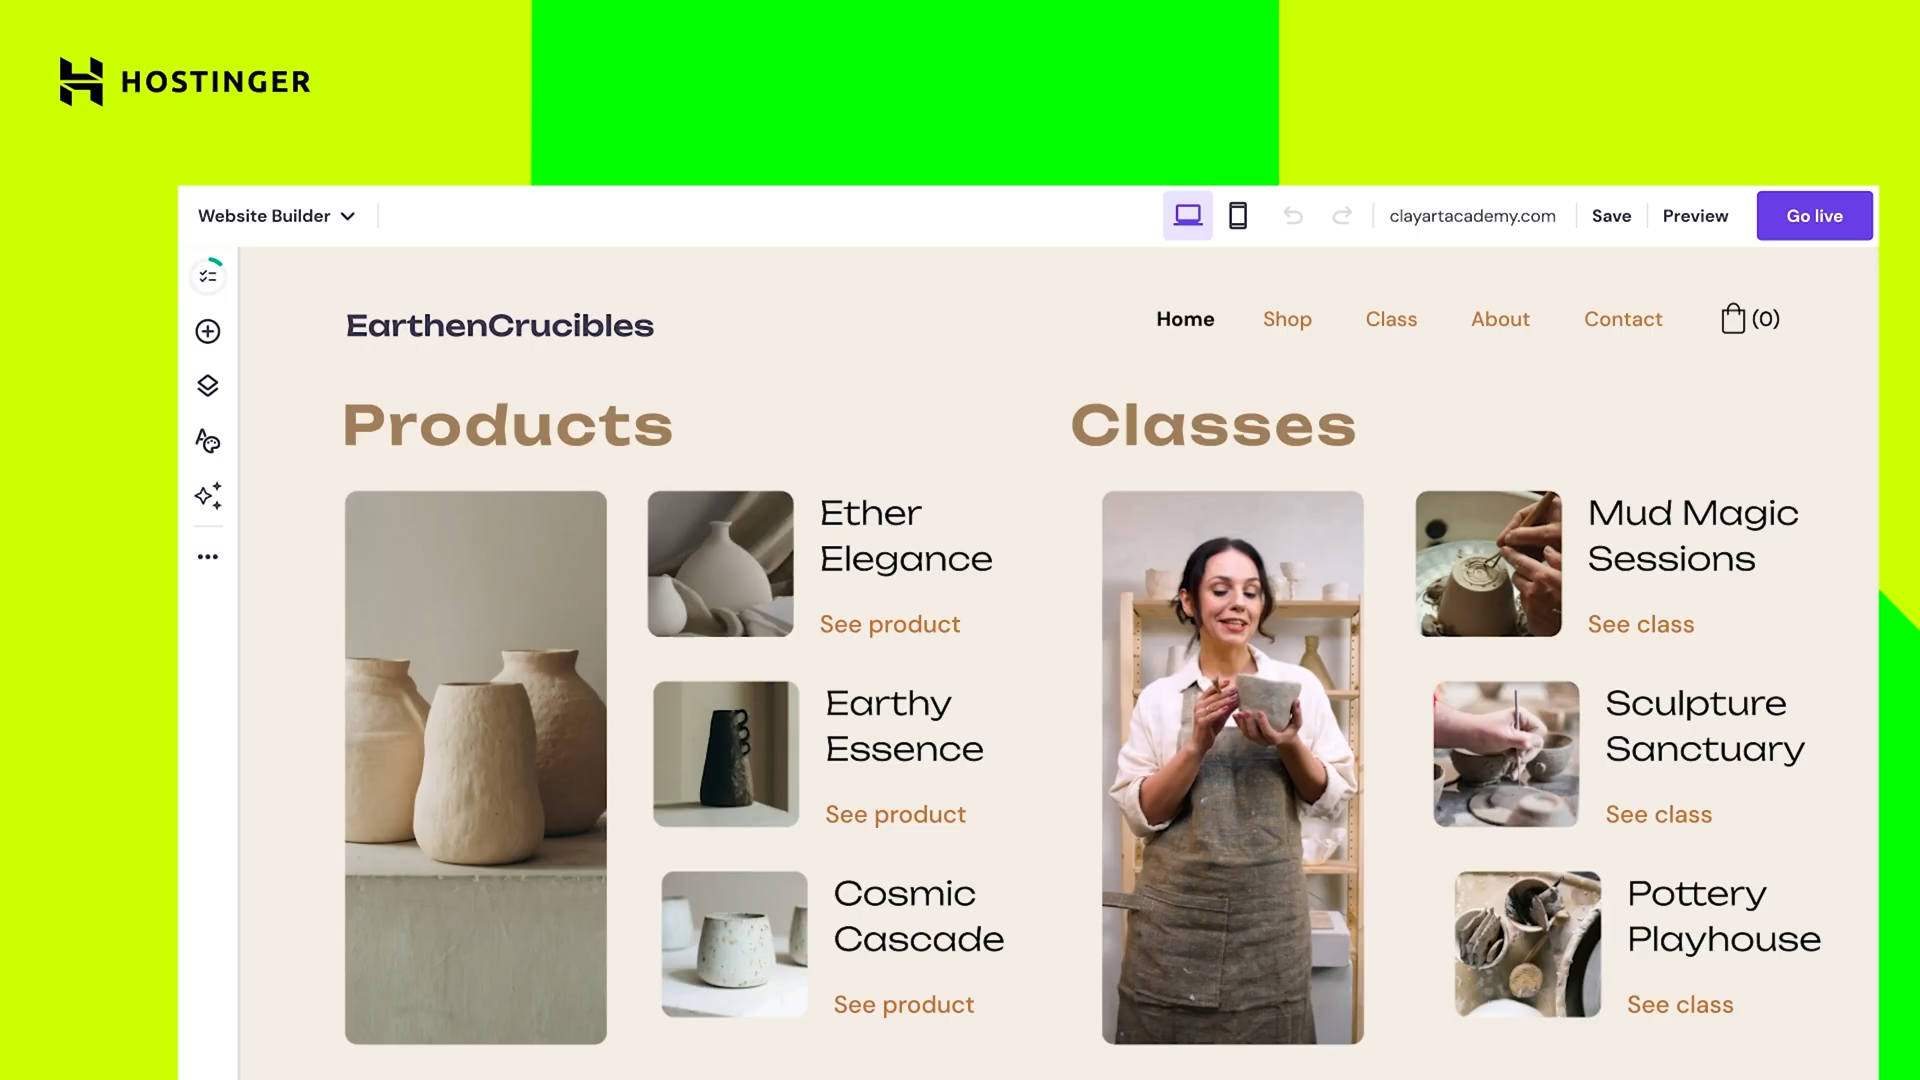 HOSTINGER
Website Builder
clayartacademy.com
Save
Preview
Go live
EarthenCrucibles
Home
Shop
Class
About
Contact
(0)
Products
Ether
Elegance
See product
Earthy
Essence
See product
Cosmic
Cascade
See product
Classes
Mud Magic
Sessions
See class
Sculpture
Sanctuary
See class
Pottery
Playhouse
See class